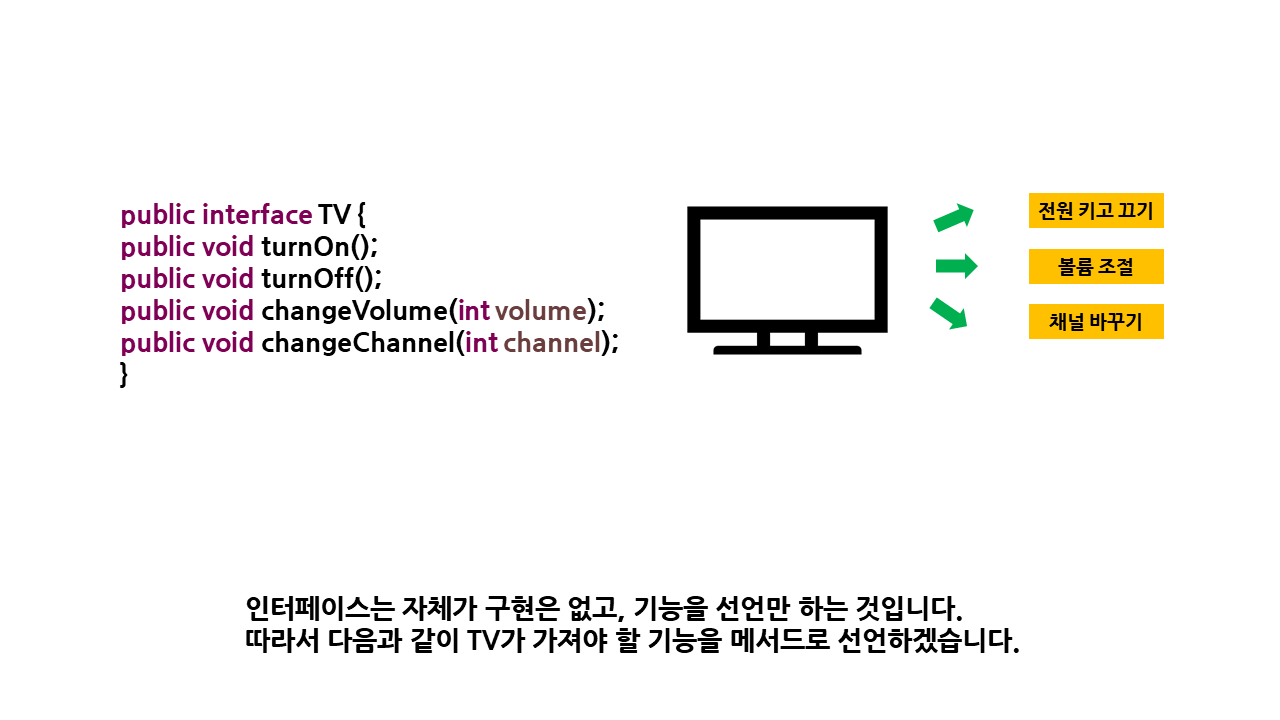 public interface TV {
public void turnOn();
public void turnOff();
public void changeVolume(int volume);
public void changeChannel(int channel);
}
전원 키고 끄기
볼륨 조절
채널 바꾸기
인터페이스는 자체가 구현은 없고, 기능을 선언만 하는 것입니다.
따라서 다음과 같이 TV가 가져야 할 기능을 메서드로 선언하겠습니다.